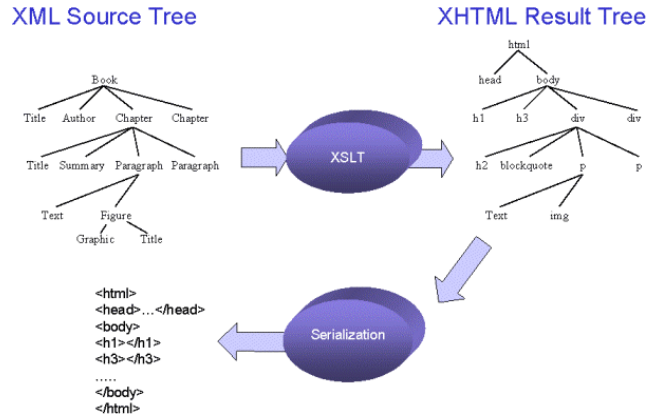 XML Source Tree
XHTML Result Tree
Book
Title Author Chapter Chapter
Title Summary Paragraph Paragraph
Text Figure
Graphic Title
XSLT
html
head body
h1 h3 div div
h2 blockquote p p
Text img
Serialization
<html>
<head>…</head>
<body>
<h1></h1>
<h3></h3>
.....
</body>
</html>